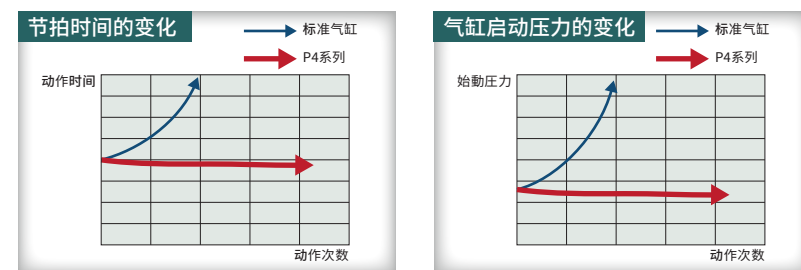 节拍时间的变化
标准气缸
P4系列
动作时间
动作次数
气缸启动压力的变化
标准气缸
P4系列
始動圧力
动作次数